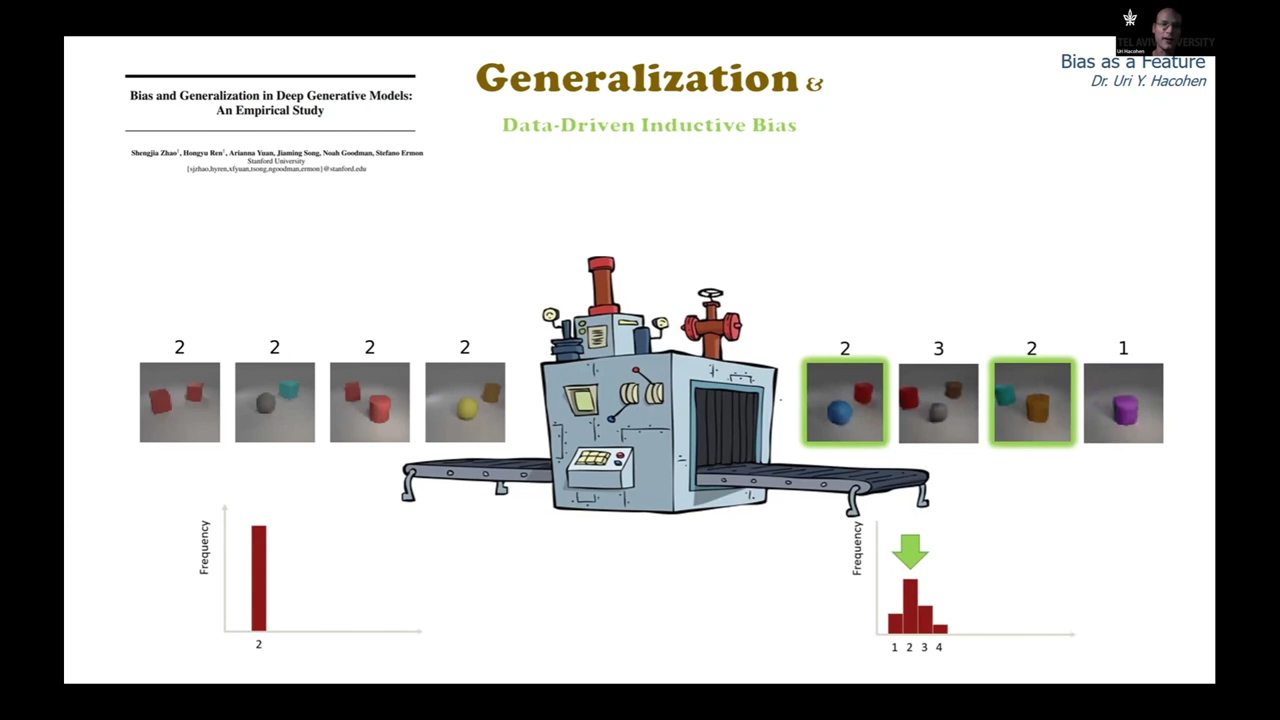 TEL AVIV UNIVERSITY
Uri Hacohen
Bias as a Feature
Dr. Uri Y. Hacohen
Generalization &
Data-Driven Inductive Bias
Bias and Generalization in Deep Generative Models:
An Empirical Study
Shengjia Zhao¹, Hongyu Ren¹, Arianna Yuan, Jiaming Song, Noah Goodman, Stefano Ermon
Stanford University
{sjzhao,hyren,xfyuan,tsong,ngoodman,ermon}@stanford.edu
2 2 2 2
2 3 2 1
Frequency
2
Frequency
1 2 3 4